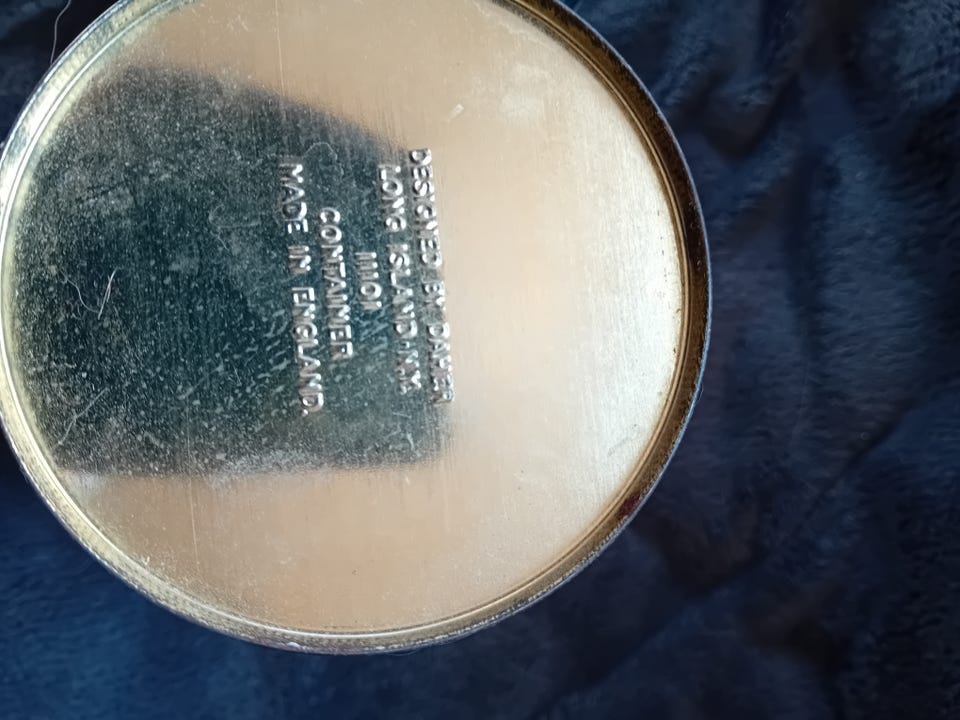 DESIGNED BY DAHER
LONG ISLAND·N.Y.
11101
CONTAINER
MADE IN ENGLAND.